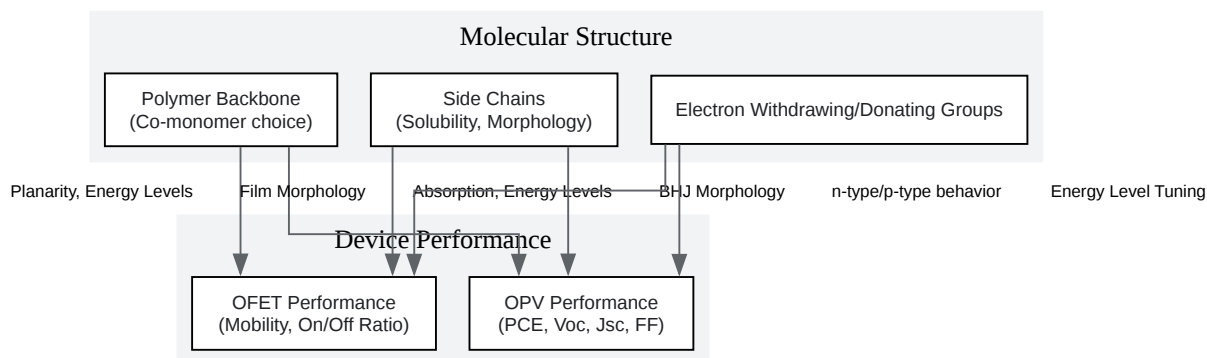 Molecular Structure
Polymer Backbone
(Co-monomer choice)
Side Chains
(Solubility, Morphology)
Electron Withdrawing/Donating Groups
Planarity, Energy Levels
Film Morphology
Absorption, Energy Levels
BHJ Morphology
n-type/p-type behavior
Energy Level Tuning
Device Performance
OFET Performance
(Mobility, On/Off Ratio)
OPV Performance
(PCE, Voc, Jsc, FF)